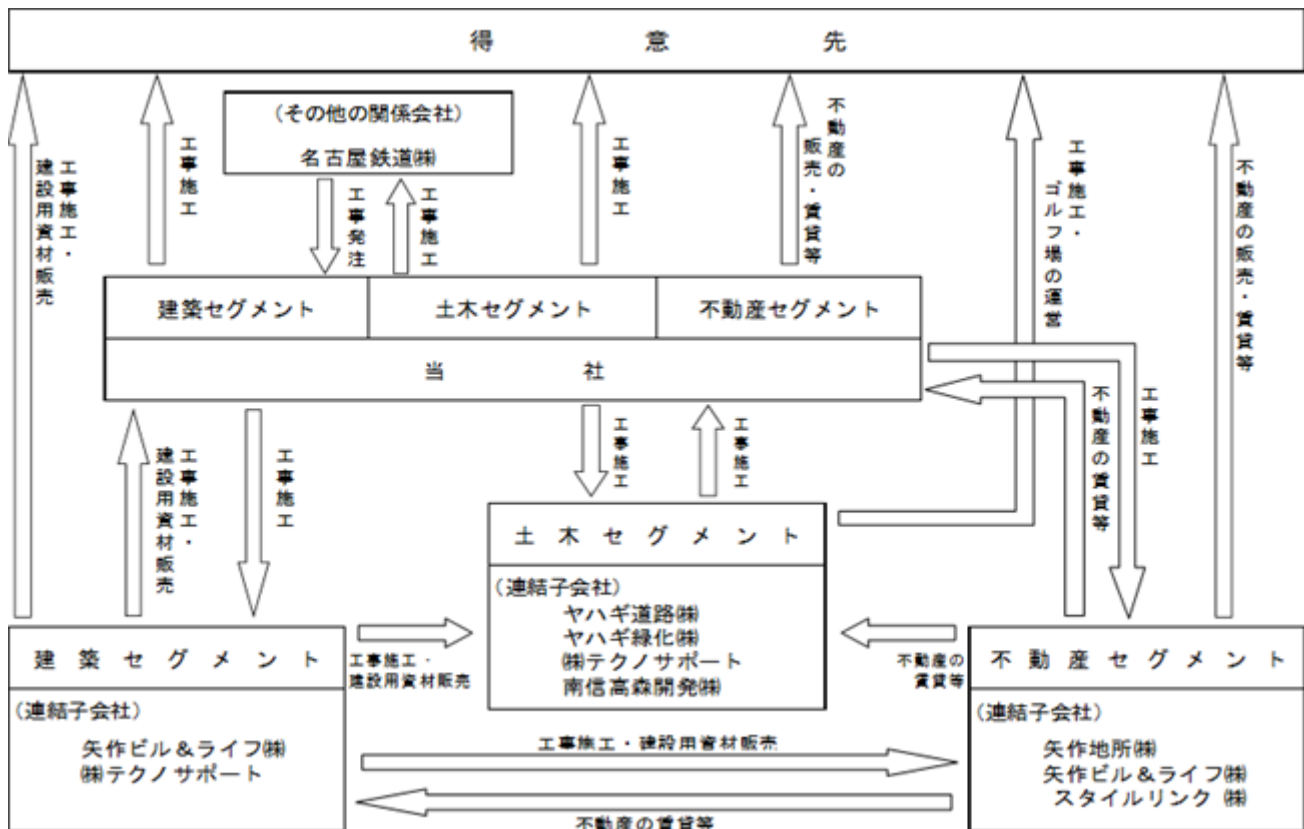 得意先
(その他の関係会社)
名古屋鉄道㈱
工事施工・
建設用資材販売
工事施工
工事発注
工事施工
工事施工
不動産の
販売・賃貸等
工事施工・
ゴルフ場の運営
不動産の販売・賃貸等
建築セグメント
土木セグメント
不動産セグメント
当社
工事施工・
建設用資材販売
工事施工
工事施工
工事施工
不動産の賃貸等
工事施工
土木セグメント
(連結子会社)
ヤハギ道路㈱
ヤハギ緑化㈱
㈱テクノサポート
南信高森開発㈱
建築セグメント
(連結子会社)
矢作ビル&ライフ㈱
㈱テクノサポート
工事施工・
建設用資材販売
不動産の
賃貸等
不動産セグメント
(連結子会社)
矢作地所㈱
矢作ビル&ライフ㈱
スタイルリンク ㈱
工事施工・建設用資材販売
不動産の賃貸等